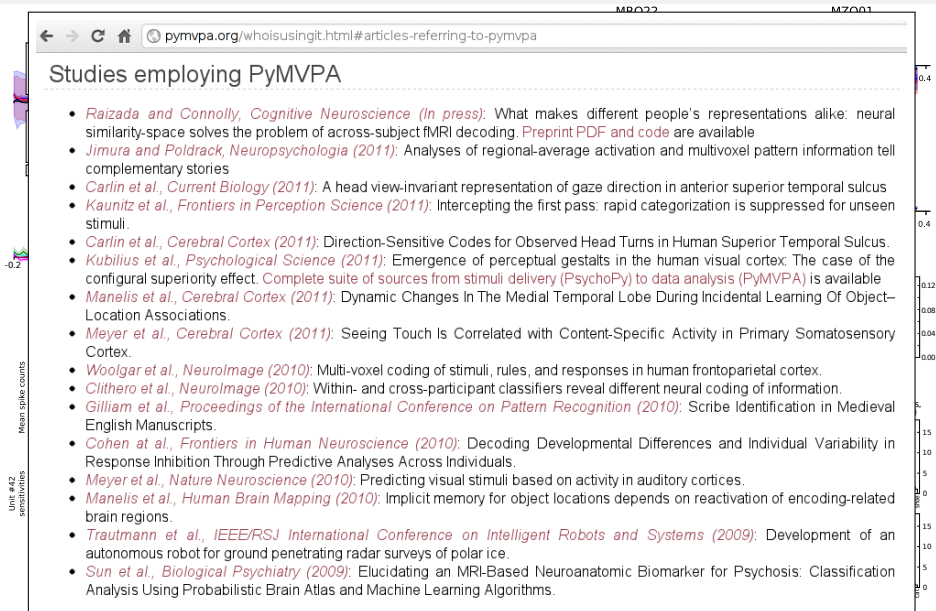 MRO22 MZO01
pymvpa.org/whoisusingit.html#articles-referring-to-pymvpa
Studies employing PyMVPA
• Raizada and Connolly, Cognitive Neuroscience (In press): What makes different people's representations alike: neural
similarity-space solves the problem of across-subject fMRI decoding. Preprint PDF and code are available
• Jimura and Poldrack, Neuropsychologia (2011): Analyses of regional-average activation and multivoxel pattern information tell
complementary stories
• Carlin et al., Current Biology (2011): A head view-invariant representation of gaze direction in anterior superior temporal sulcus
• Kaunitz et al., Frontiers in Perception Science (2011): Intercepting the first pass: rapid categorization is suppressed for unseen
stimuli.
• Carlin et al., Cerebral Cortex (2011): Direction-Sensitive Codes for Observed Head Turns in Human Superior Temporal Sulcus.
• Kubilius et al., Psychological Science (2011): Emergence of perceptual gestalts in the human visual cortex: The case of the
configural superiority effect. Complete suite of sources from stimuli delivery (PsychoPy) to data analysis (PyMVPA) is available
• Manelis et al., Cerebral Cortex (2011): Dynamic Changes In The Medial Temporal Lobe During Incidental Learning Of Object–
Location Associations.
• Meyer et al., Cerebral Cortex (2011): Seeing Touch Is Correlated with Content-Specific Activity in Primary Somatosensory
Cortex.
• Woolgar et al., NeuroImage (2010): Multi-voxel coding of stimuli, rules, and responses in human frontoparietal cortex.
• Clithero et al., NeuroImage (2010): Within- and cross-participant classifiers reveal different neural coding of information.
• Gilliam et al., Proceedings of the International Conference on Pattern Recognition (2010): Scribe Identification in Medieval
English Manuscripts.
• Cohen at al., Frontiers in Human Neuroscience (2010): Decoding Developmental Differences and Individual Variability in
Response Inhibition Through Predictive Analyses Across Individuals.
• Meyer et al., Nature Neuroscience (2010): Predicting visual stimuli based on activity in auditory cortices.
• Manelis et al., Human Brain Mapping (2010): Implicit memory for object locations depends on reactivation of encoding-related
brain regions.
• Trautmann et al., IEEE/RSJ International Conference on Intelligent Robots and Systems (2009): Development of an
autonomous robot for ground penetrating radar surveys of polar ice.
• Sun et al., Biological Psychiatry (2009): Elucidating an MRI-Based Neuroanatomic Biomarker for Psychosis: Classification
Analysis Using Probabilistic Brain Atlas and Machine Learning Algorithms.
-0.2
Mean spike counts
Unit #42
sensitivities
0.4
0.4
0.12
0.08
0.04
0.00
15
10
5
0
15
10
5
0